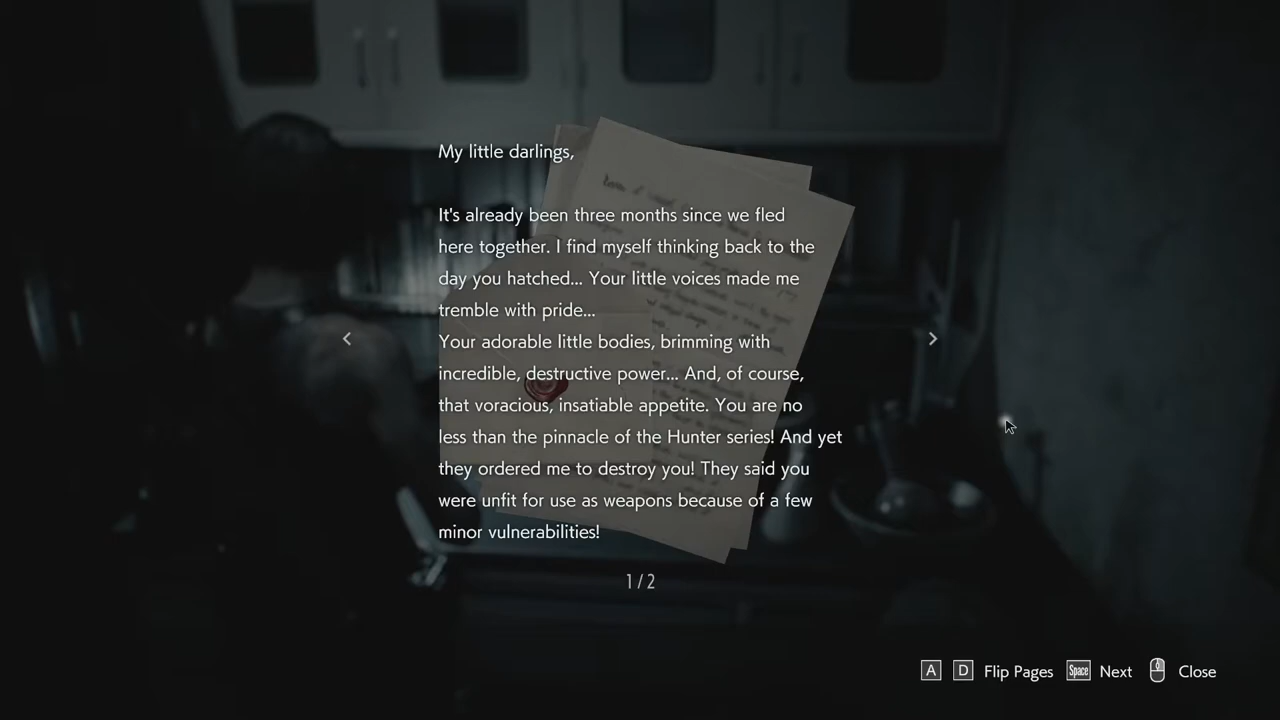 My little darlings,
It's already been three months since we fled
here together. I find myself thinking back to the
day you hatched... Your little voices made me
tremble with pride...
Your adorable little bodies, brimming with
incredible, destructive power... And, of course,
that voracious, insatiable appetite. You are no
less than the pinnacle of the Hunter series! And yet
they ordered me to destroy you! They said you
were unfit for use as weapons because of a few
minor vulnerabilities!
1 / 2
A D Flip Pages Space Next Close